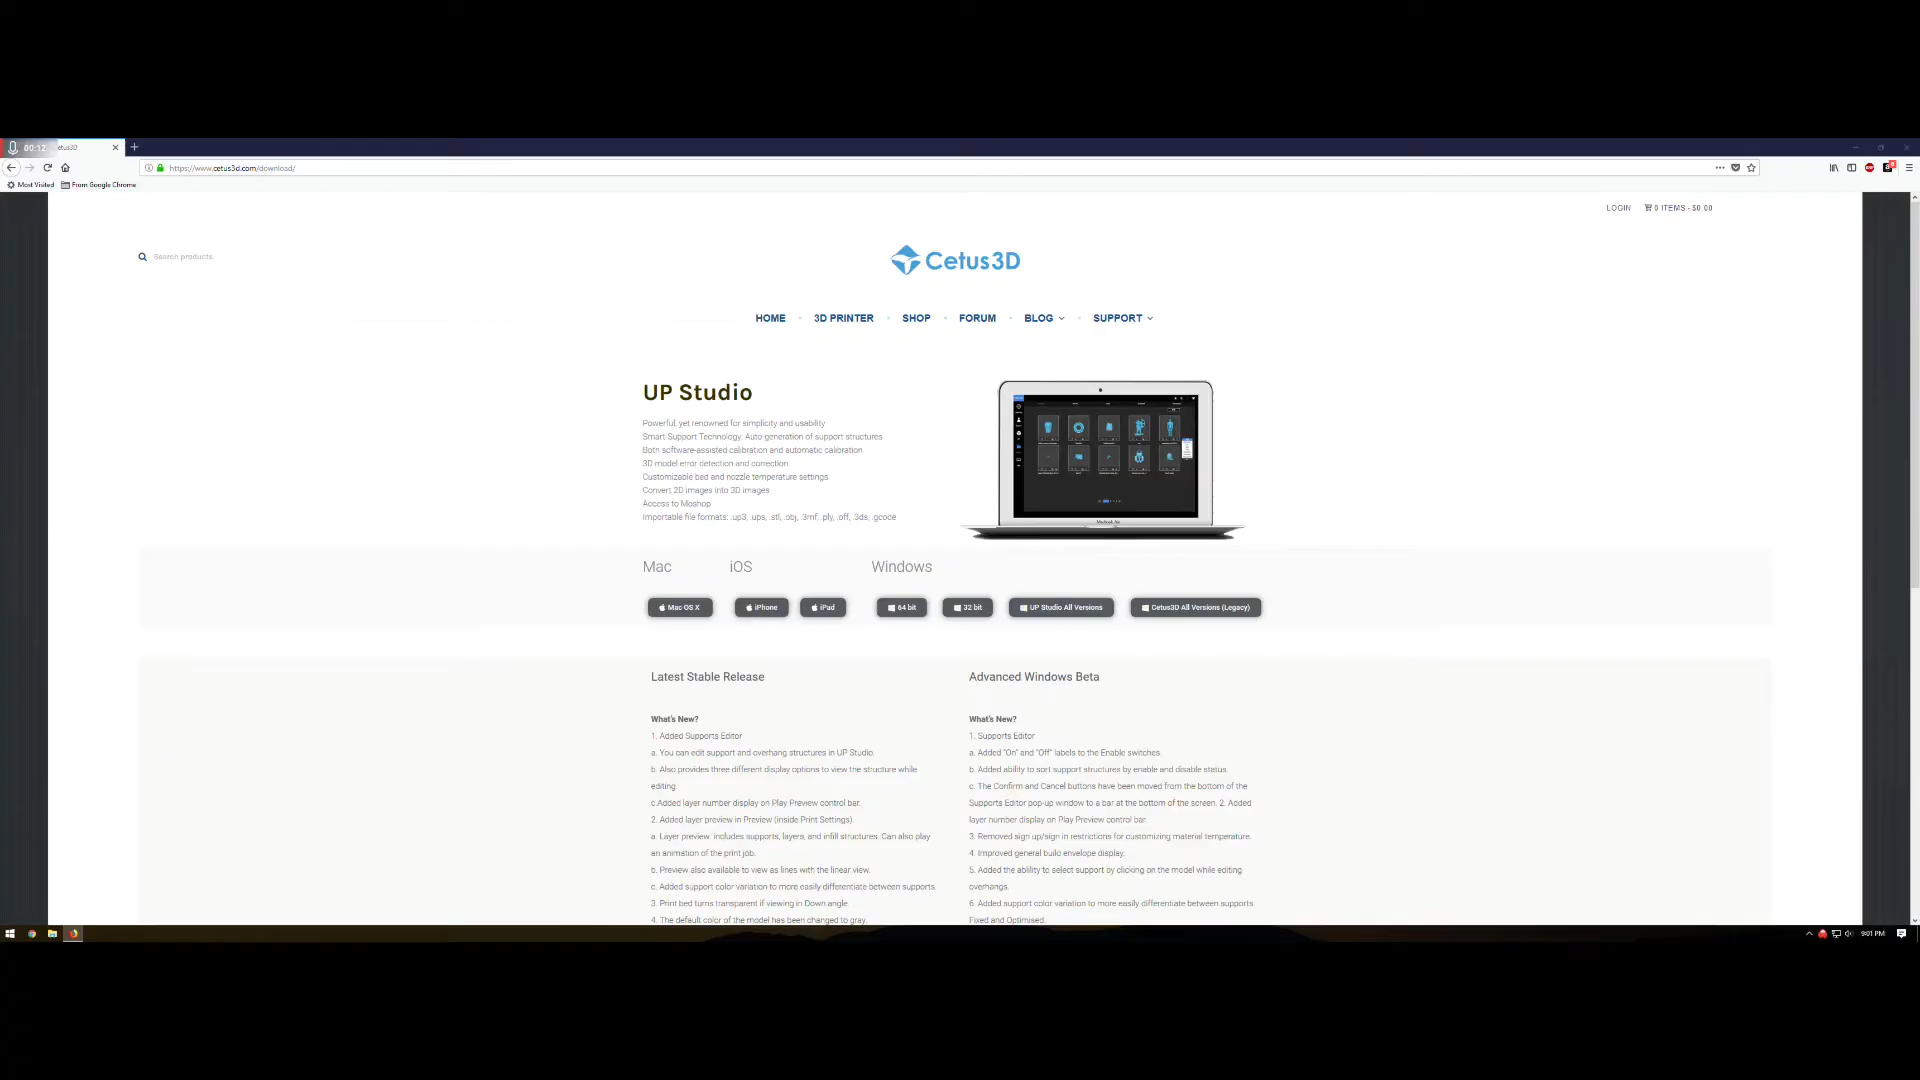 00:12 etus3D
https://www.cetus3d.com/download/
Most Visited From Google Chrome
LOGIN 0 ITEMS - $0.00
Search products
Cetus3D
HOME 3D PRINTER SHOP FORUM BLOG SUPPORT
UP Studio
Powerful, yet renowned for simplicity and usability
Smart Support Technology: Auto generation of support structures
Both software-assisted calibration and automatic calibration
3D model error detection and correction
Customizable bed and nozzle temperature settings
Convert 2D images into 3D images
Access to Moshop
Importable file formats: .up3, .ups, .stl, .obj, .3mf, .ply, .off, .3ds, .gcode
MacBook Air
Mac iOS Windows
Mac OS X iPhone iPad 64 bit 32 bit UP Studio All Versions Cetus3D All Versions (Legacy)
Latest Stable Release
What's New?
1. Added Supports Editor
a. You can edit support and overhang structures in UP Studio.
b. Also provides three different display options to view the structure while
editing.
c.Added layer number display on Play Preview control bar.
2. Added layer preview in Preview (inside Print Settings).
a. Layer preview: includes supports, layers, and infill structures. Can also play
an animation of the print job.
b. Preview also available to view as lines with the linear view.
c. Added support color variation to more easily differentiate between supports.
3. Print bed turns transparent if viewing in Down angle.
4. The default color of the model has been changed to gray.
Advanced Windows Beta
What's New?
1. Supports Editor
a. Added "On" and "Off" labels to the Enable switches.
b. Added ability to sort support structures by enable and disable status.
c. The Confirm and Cancel buttons have been moved from the bottom of the
Supports Editor pop-up window to a bar at the bottom of the screen. 2. Added
layer number display on Play Preview control bar.
3. Removed sign up/sign in restrictions for customizing material temperature.
4. Improved general build envelope display.
5. Added the ablility to select support by clicking on the model while editing
overhangs.
6. Added support color variation to more easily differentiate between supports.
Fixed and Optimised.
9:01 PM